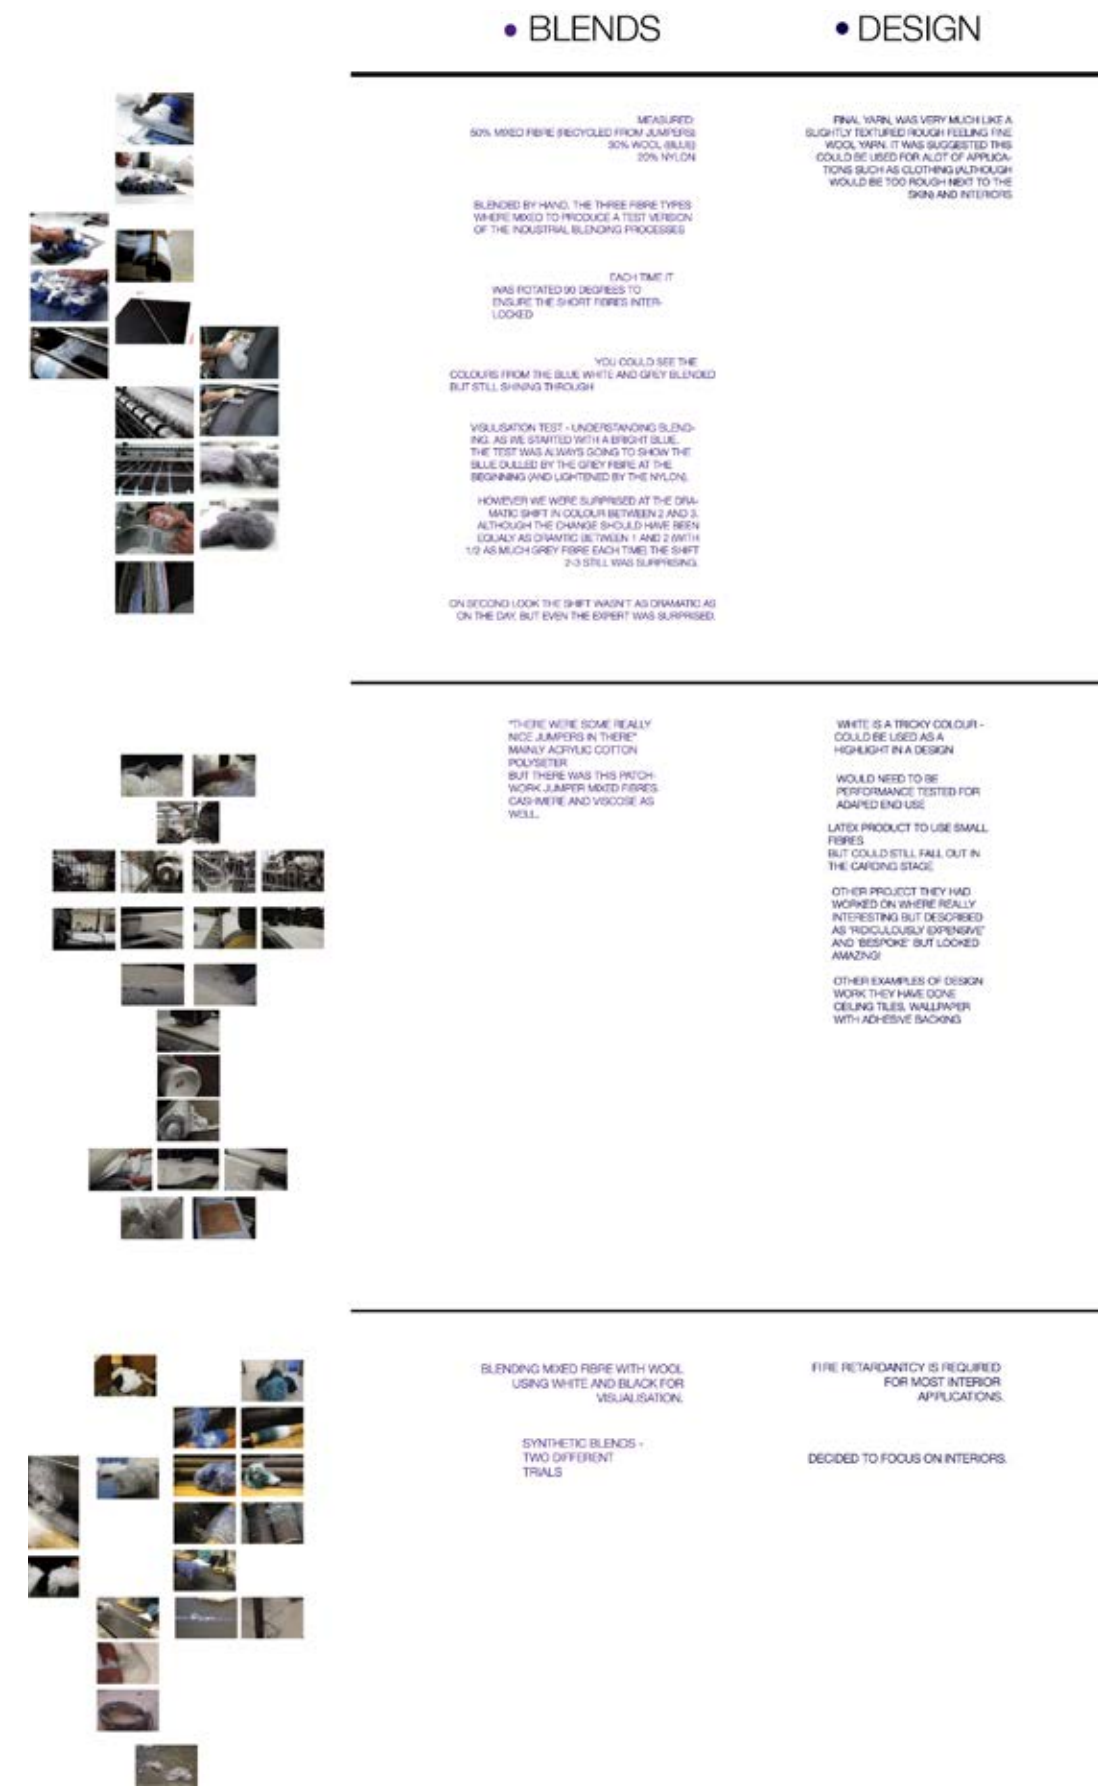 • BLENDS
• DESIGN
MEASURED:
50% MIXED FIBRE (RECYCLED FROM JUMPERS)
30% WOOL (BLUE)
20% NYLON
BLENDED BY HAND. THE THREE FIBRE TYPES
WHERE MIXED TO PRODUCE A TEST VERSION
OF THE INDUSTRIAL BLENDING PROCESSES
EACH TIME IT
WAS ROTATED 90 DEGREES TO
ENSURE THE SHORT FIBRES INTER-
LOCKED
YOU COULD SEE THE
COLOURS FROM THE BLUE WHITE AND GREY BLENDED
BUT STILL SHINING THROUGH
VISULISATION TEST - UNDERSTANDING BLEND-
ING. AS WE STARTED WITH A BRIGHT BLUE.
THE TEST WAS ALWAYS GOING TO SHOW THE
BLUE DULLED BY THE GREY FIBRE AT THE
BEGINNING (AND LIGHTENED BY THE NYLON).
HOWEVER WE WERE SURPRISED AT THE DRA-
MATIC SHIFT IN COLOUR BETWEEN 2 AND 3.
ALTHOUGH THE CHANGE SHOULD HAVE BEEN
EQUALY AS DRAMTIC BETWEEN 1 AND 2 (WITH
1/2 AS MUCH GREY FIBRE EACH TIME) THE SHIFT
2-3 STILL WAS SURPRISING.
ON SECOND LOOK THE SHIFT WASN'T AS DRAMATIC AS
ON THE DAY. BUT EVEN THE EXPERT WAS SURPRISED.
FINAL YARN, WAS VERY MUCH LIKE A
SLIGHTLY TEXTURED ROUGH FEELING FINE
WOOL YARN. IT WAS SUGGESTED THIS
COULD BE USED FOR ALOT OF APPLICA-
TIONS SUCH AS CLOTHING (ALTHOUGH
WOULD BE TOO ROUGH NEXT TO THE
SKIN) AND INTERIORS
"THERE WERE SOME REALLY
NICE JUMPERS IN THERE"
MAINLY ACRYLIC COTTON
POLYSETER
BUT THERE WAS THIS PATCH-
WORK JUMPER MIXED FIBRES
CASHMERE AND VISCOSE AS
WELL.
WHITE IS A TRICKY COLOUR -
COULD BE USED AS A
HIGHLIGHT IN A DESIGN
WOULD NEED TO BE
PERFORMANCE TESTED FOR
ADAPED END USE
LATEX PRODUCT TO USE SMALL
FIBRES
BUT COULD STILL FALL OUT IN
THE CARDING STAGE
OTHER PROJECT THEY HAD
WORKED ON WHERE REALLY
INTERESTING BUT DESCRIBED
AS 'RIDICULOUSLY EXPENSIVE'
AND 'BESPOKE' BUT LOOKED
AMAZING!
OTHER EXAMPLES OF DESIGN
WORK THEY HAVE DONE
CEILING TILES, WALLPAPER
WITH ADHESIVE BACKING
BLENDING MIXED FIBRE WITH WOOL
USING WHITE AND BLACK FOR
VISUALISATION.
SYNTHETIC BLENDS -
TWO DIFFERENT
TRIALS
FIRE RETARDANTCY IS REQUIRED
FOR MOST INTERIOR
APPLICATIONS.
DECIDED TO FOCUS ON INTERIORS.